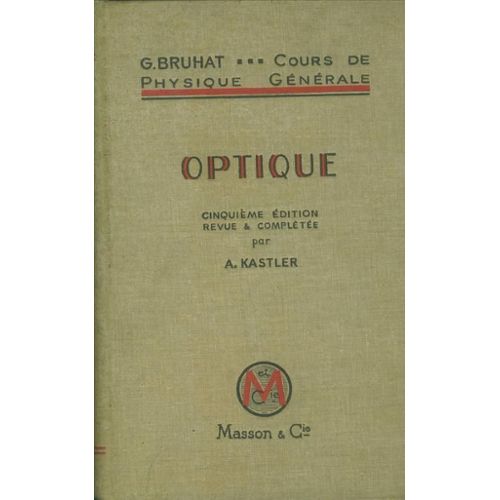 G. BRUHAT ▪▪▪ COURS DE
PHYSIQUE GÉNÉRALE
OPTIQUE
CINQUIÈME ÉDITION
REVUE & COMPLÉTÉE
par
A. KASTLER
et
M
Cie
Masson & Cie